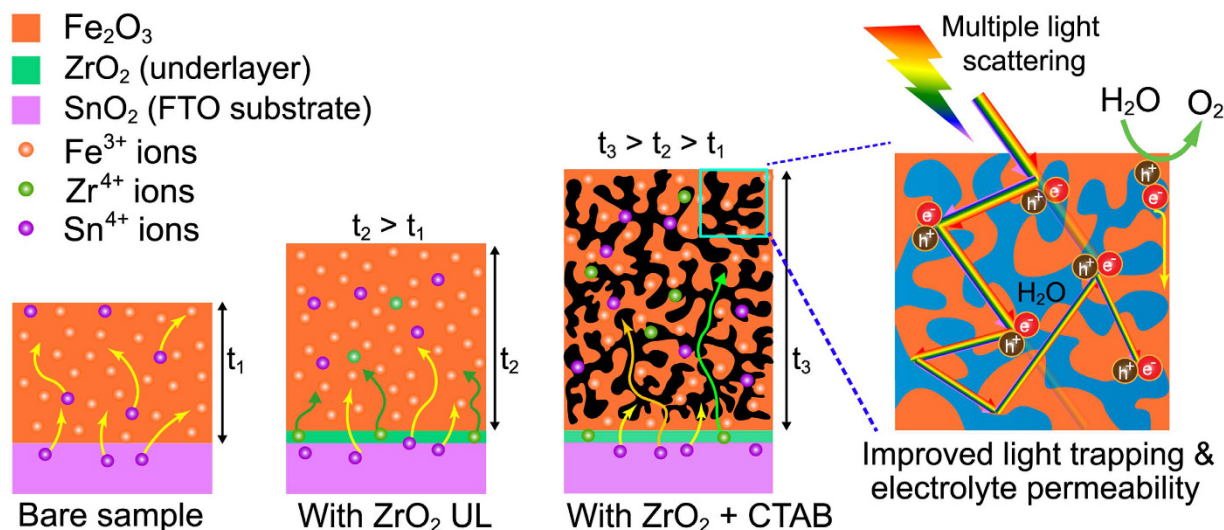 Fe₂O₃
ZrO₂ (underlayer)
SnO₂ (FTO substrate)
Fe³⁺ ions
Zr⁴⁺ ions
Sn⁴⁺ ions
t₁
Bare sample
t₂ > t₁
t₂
With ZrO₂ UL
t₃ > t₂ > t₁
t₃
With ZrO₂ + CTAB
Multiple light
scattering
H₂O
O₂
h⁺
e⁻
h⁺
e⁻
e⁻
h⁺
h⁺
e⁻
H₂O
e⁻
h⁺
h⁺
e⁻
Improved light trapping &
electrolyte permeability